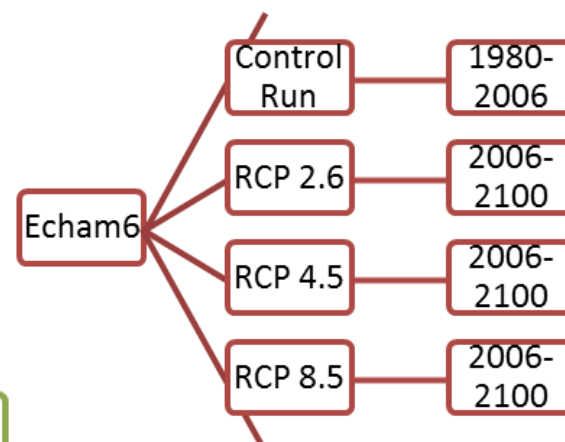 Control
Run
1980-
2006
RCP 2.6
2006-
2100
Echam6
RCP 4.5
2006-
2100
RCP 8.5
2006-
2100